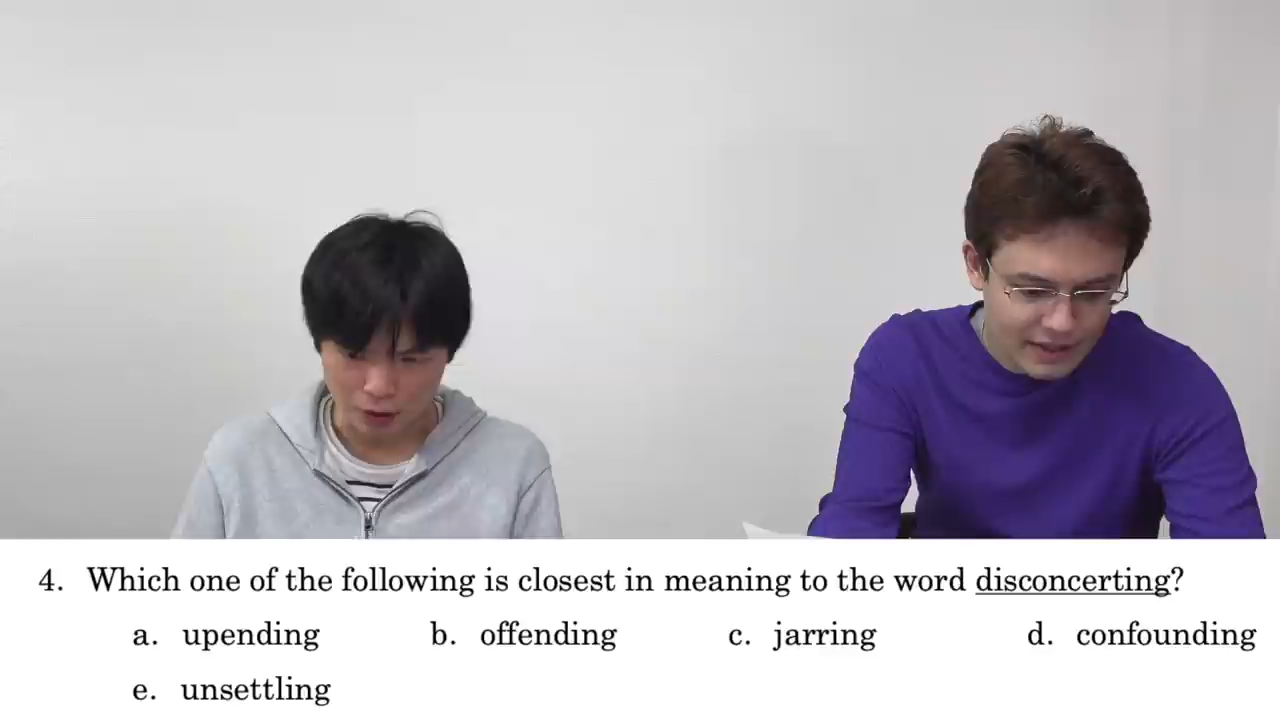 4. Which one of the following is closest in meaning to the word disconcerting?
a. upending b. offending c. jarring d. confounding
e. unsettling